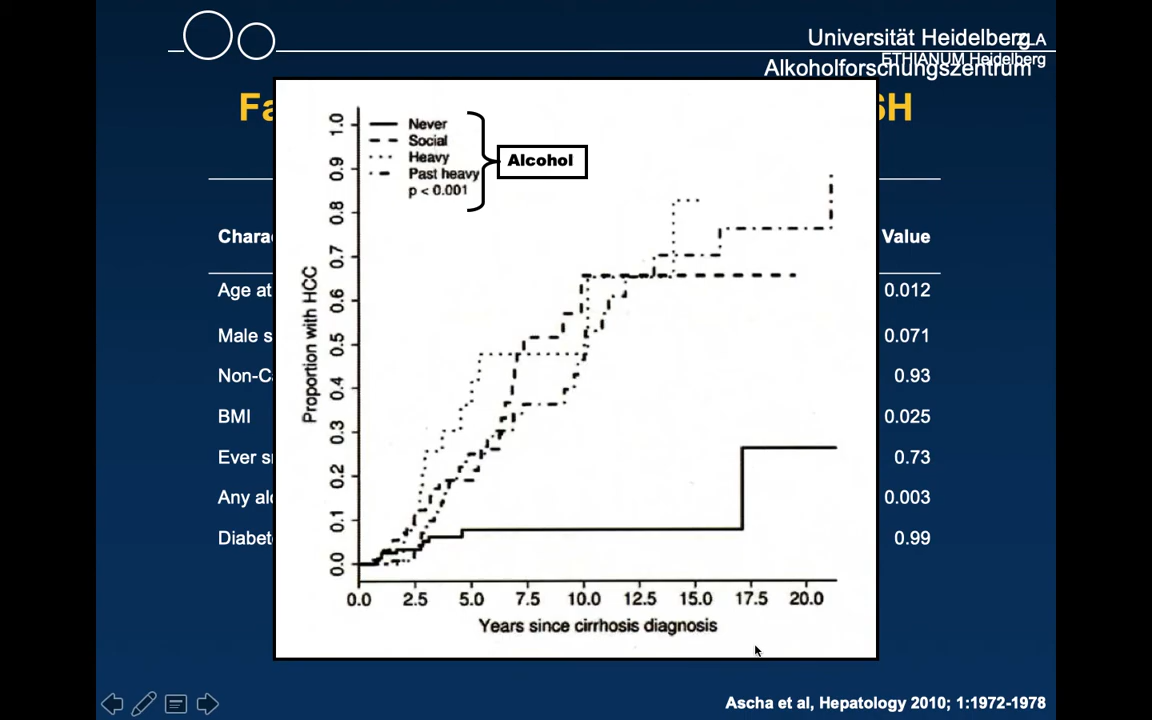 Universität Heidelberg
Alkoholforschungszentrum
ETHIANUM Heidelberg
SH
Never
Social
Heavy
Past heavy
p < 0.001
Alcohol
Value
Age at
0.012
Male s
0.071
Non-C
0.93
BMI
0.025
Ever s
0.73
Any al
0.003
Diabet
0.99
Proportion with HCC
1.0
0.9
0.8
0.7
0.6
0.5
0.4
0.3
0.2
0.1
0.0
0.0 2.5 5.0 7.5 10.0 12.5 15.0 17.5 20.0
Years since cirrhosis diagnosis
Ascha et al, Hepatology 2010; 1:1972-1978